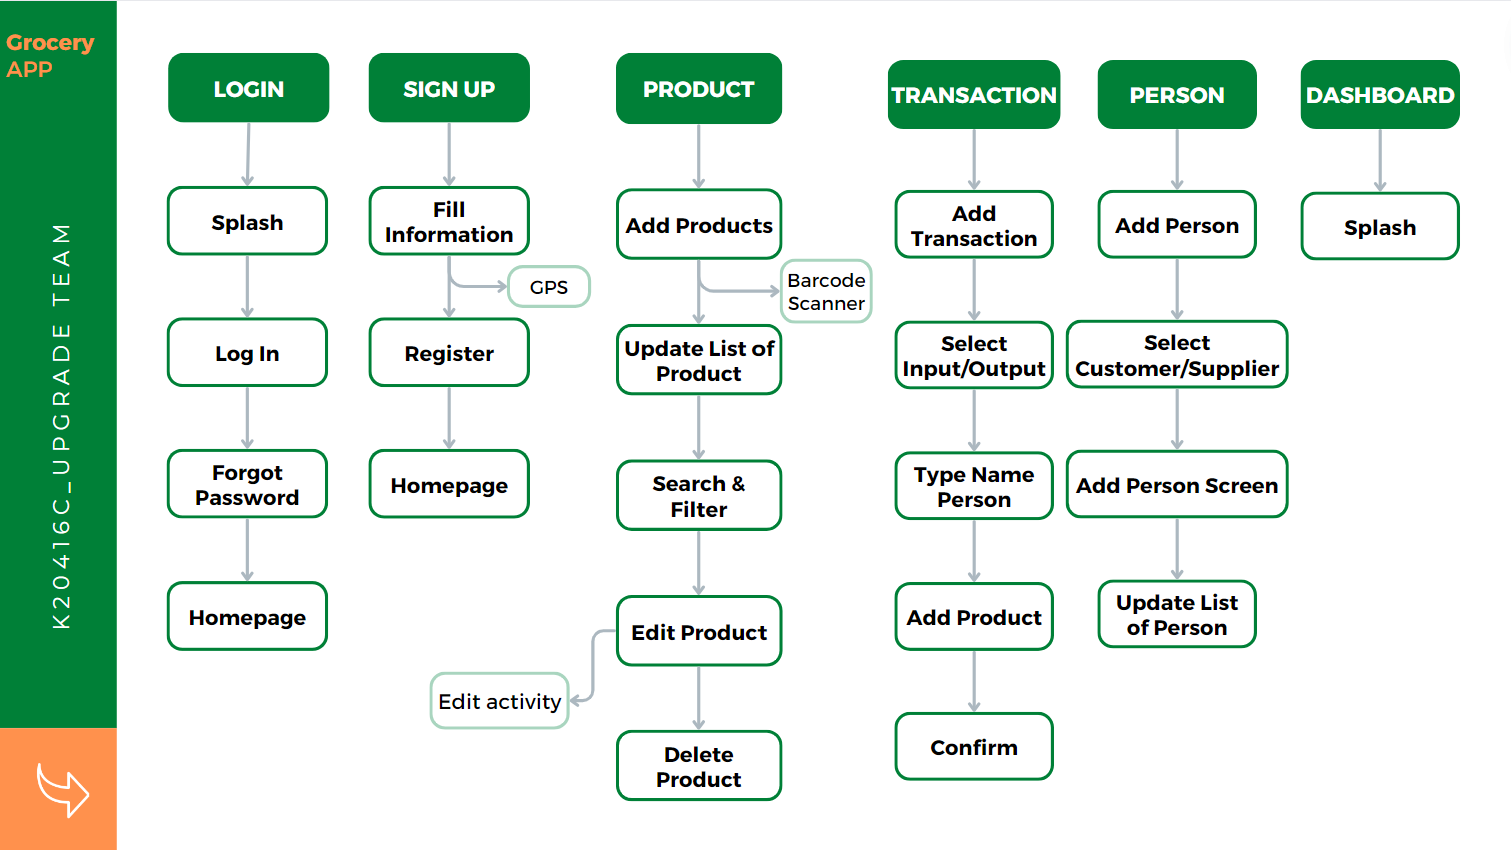 Grocery
APP
K20416C_UPGRADE TEAM
LOGIN
Splash
Log In
Forgot
Password
Homepage
SIGN UP
Fill
Information
GPS
Register
Homepage
PRODUCT
Add Products
Barcode
Scanner
Update List of
Product
Search &
Filter
Edit Product
Edit activity
Delete
Product
TRANSACTION
Add
Transaction
Select
Input/Output
Type Name
Person
Add Product
Confirm
PERSON
Add Person
Select
Customer/Supplier
Add Person Screen
Update List
of Person
DASHBOARD
Splash